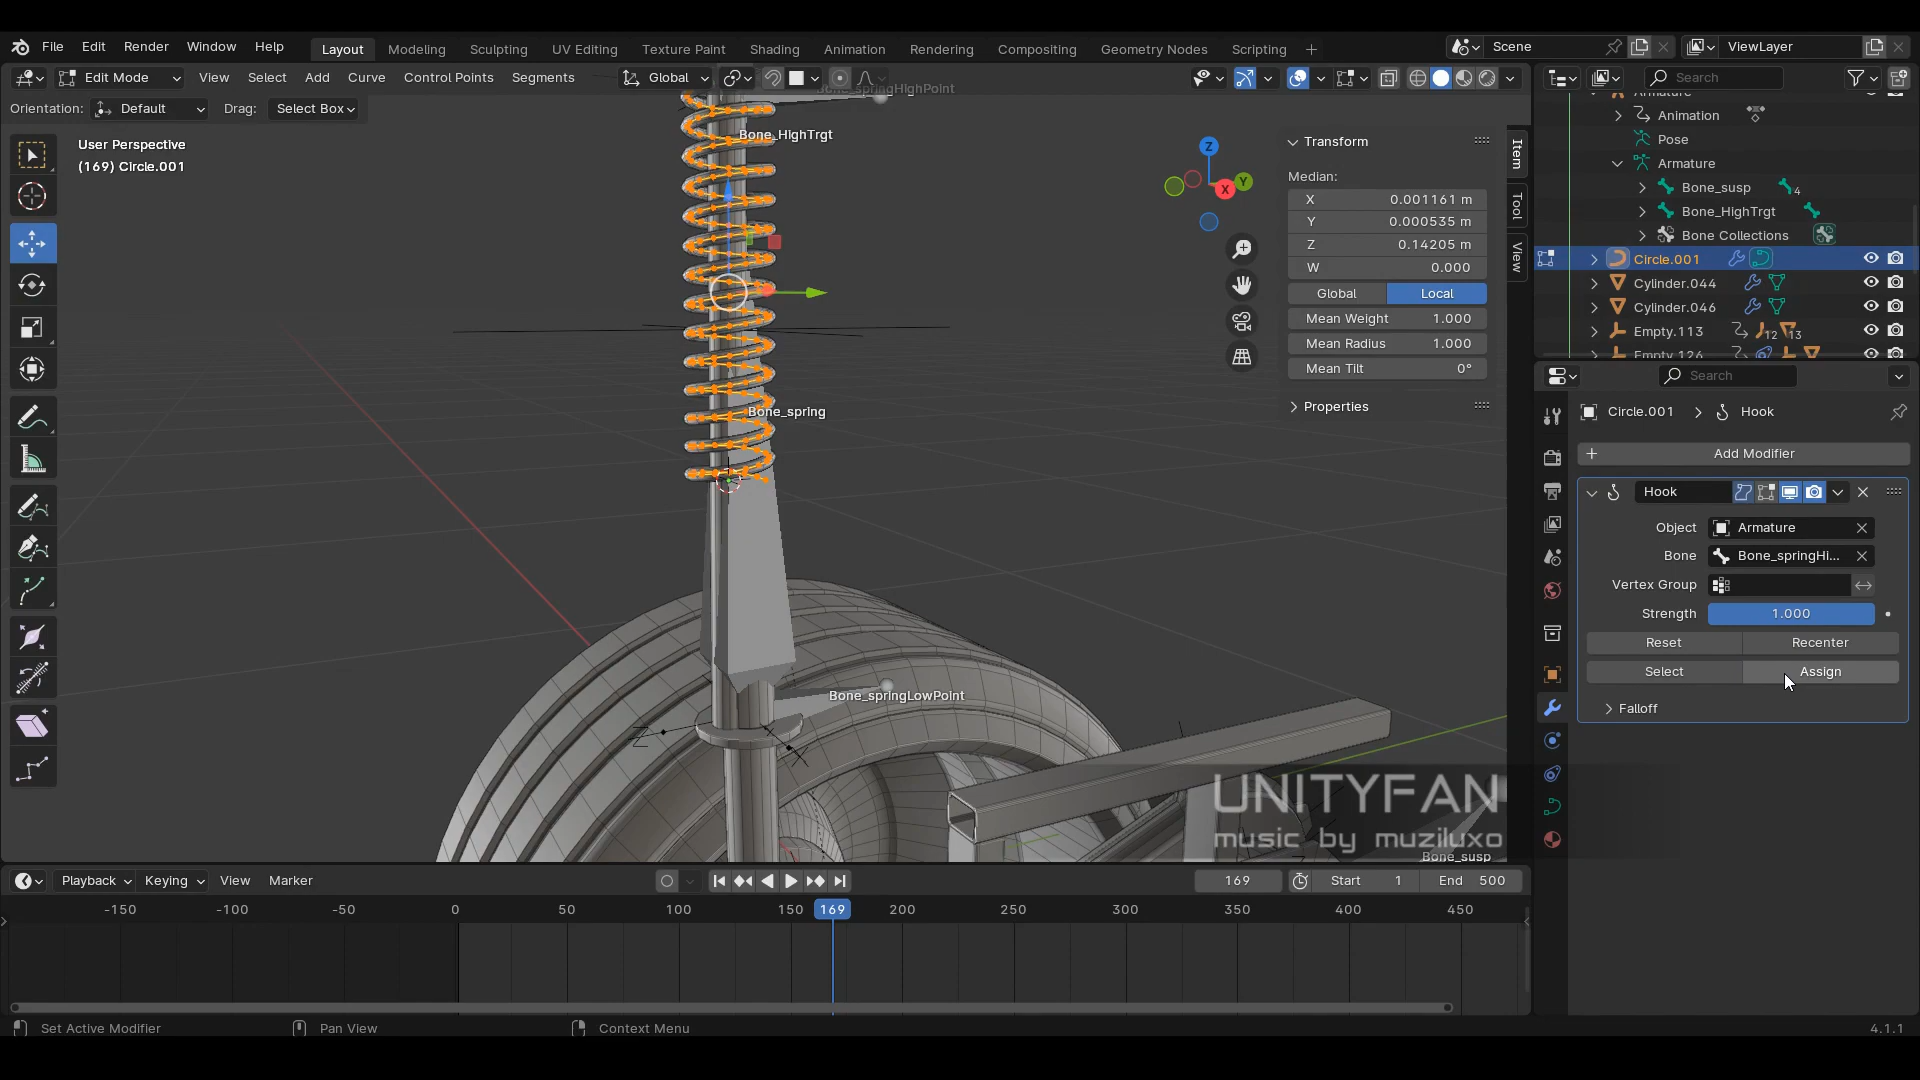 File Edit Render Window Help
Layout Modeling Sculpting UV Editing Texture Paint Shading Animation Rendering Compositing Geometry Nodes Scripting +
Scene
ViewLayer
Edit Mode View Select Add Curve Control Points Segments
Global
Search
Orientation: Default Drag: Select Box
User Perspective
(169) Circle.001
Bone_springHighPoint
Bone_HighTrgt
Bone_spring
Bone_springLowPoint
Bone_susp
Z
X
Z
X
Y
Transform
Median:
X 0.001161 m
Y 0.000535 m
Z 0.14205 m
W 0.000
Global Local
Mean Weight 1.000
Mean Radius 1.000
Mean Tilt 0°
Properties
Item
Tool
View
Armature
Animation
Pose
Armature
Bone_susp 4
Bone_HighTrgt
Bone Collections
Circle.001
Cylinder.044
Cylinder.046
Empty.113 12 13
Empty.126
Search
Circle.001 > Hook
+ Add Modifier
Hook
Object Armature
Bone Bone_springHi...
Vertex Group
Strength 1.000
Reset Recenter
Select Assign
Falloff
UNITYFAN
music by muziluxo
Playback Keying View Marker
169 Start 1 End 500
-150 -100 -50 0 50 100 150 169 200 250 300 350 400 450
Set Active Modifier Pan View Context Menu 4.1.1